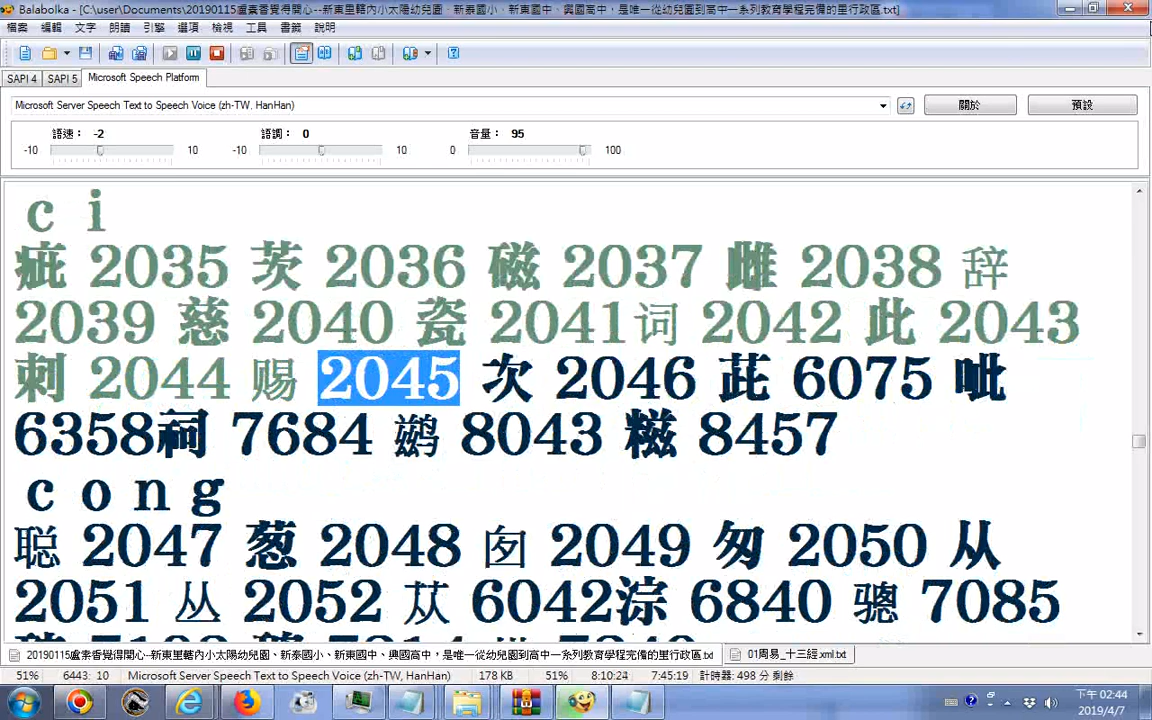 Balabolka - [C:\user\Documents\20190115盧素香覺得開心--新東里轄內小太陽幼兒園、新泰國小、新東國中、興國高中，是唯一從幼兒園到高中一系列教育學程完備的里行政區.txt]
檔案 編輯 文字 朗讀 引擎 選項 檢視 工具 書籤 說明
SAPI 4 SAPI 5 Microsoft Speech Platform
Microsoft Server Speech Text to Speech Voice (zh-TW, HanHan) 關於 預設
語速： -2 語調： 0 音量： 95
-10 10 -10 10 0 100
ｃｉ
疵 2035 茨 2036 磁 2037 雌 2038 辞
2039 慈 2040 瓷 2041 词 2042 此 2043
刺 2044 赐 2045 次 2046 茈 6075 呲
6358 祠 7684 鹚 8043 糍 8457
ｃｏｎｇ
聪 2047 葱 2048 囱 2049 匆 2050 从
2051 丛 2052 苁 6042 淙 6840 骢 7085
20190115盧素香覺得開心--新東里轄內小太陽幼兒園、新泰國小、新東國中、興國高中，是唯一從幼兒園到高中一系列教育學程完備的里行政區.txt 01周易_十三經.xml.txt
51% 6443: 10 Microsoft Server Speech Text to Speech Voice (zh-TW, HanHan) 178 KB 51% 8:10:24 7:45:19 計時器: 498 分 剩餘
下午 02:44
2019/4/7